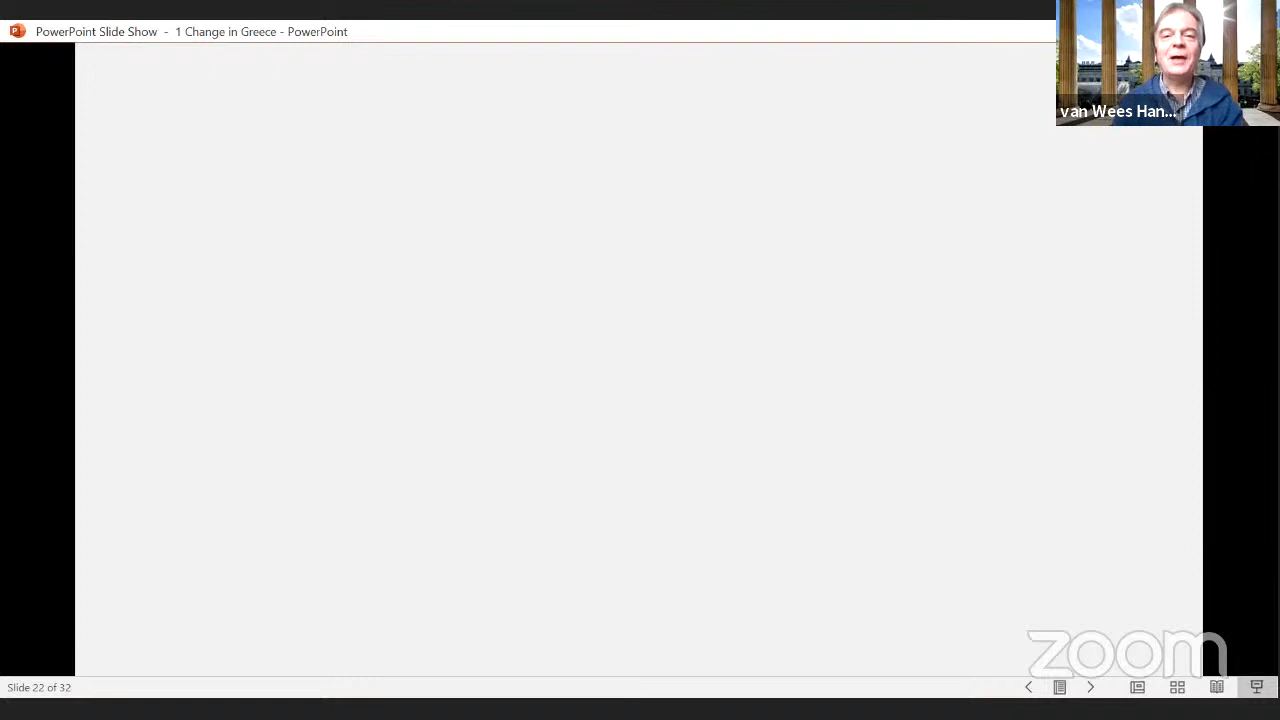 PowerPoint Slide Show - 1 Change in Greece - PowerPoint
van Wees Han...
zoom
Slide 22 of 32